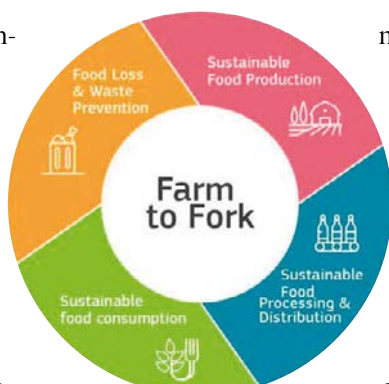 n-
n
Food Loss
& Waste
Prevention
Sustainable
Food Production
Farm
to Fork
Sustainable
Food
Processing &
Distribution
Sustainable
food consumption